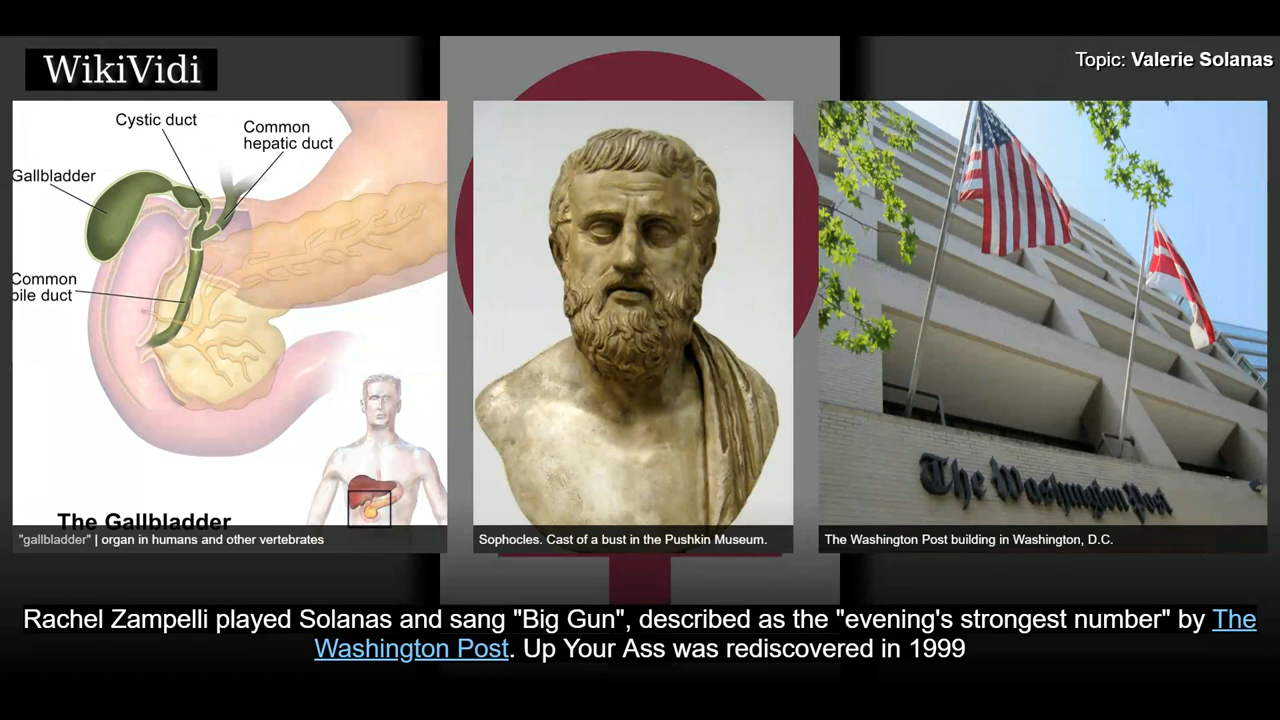 WikiVidi
Topic: Valerie Solanas
Cystic duct
Common
hepatic duct
Gallbladder
Common
bile duct
The Gallbladder
"gallbladder" | organ in humans and other vertebrates
Sophocles. Cast of a bust in the Pushkin Museum.
The Washington Post
The Washington Post building in Washington, D.C.
Rachel Zampelli played Solanas and sang "Big Gun", described as the "evening's strongest number" by The
Washington Post. Up Your Ass was rediscovered in 1999